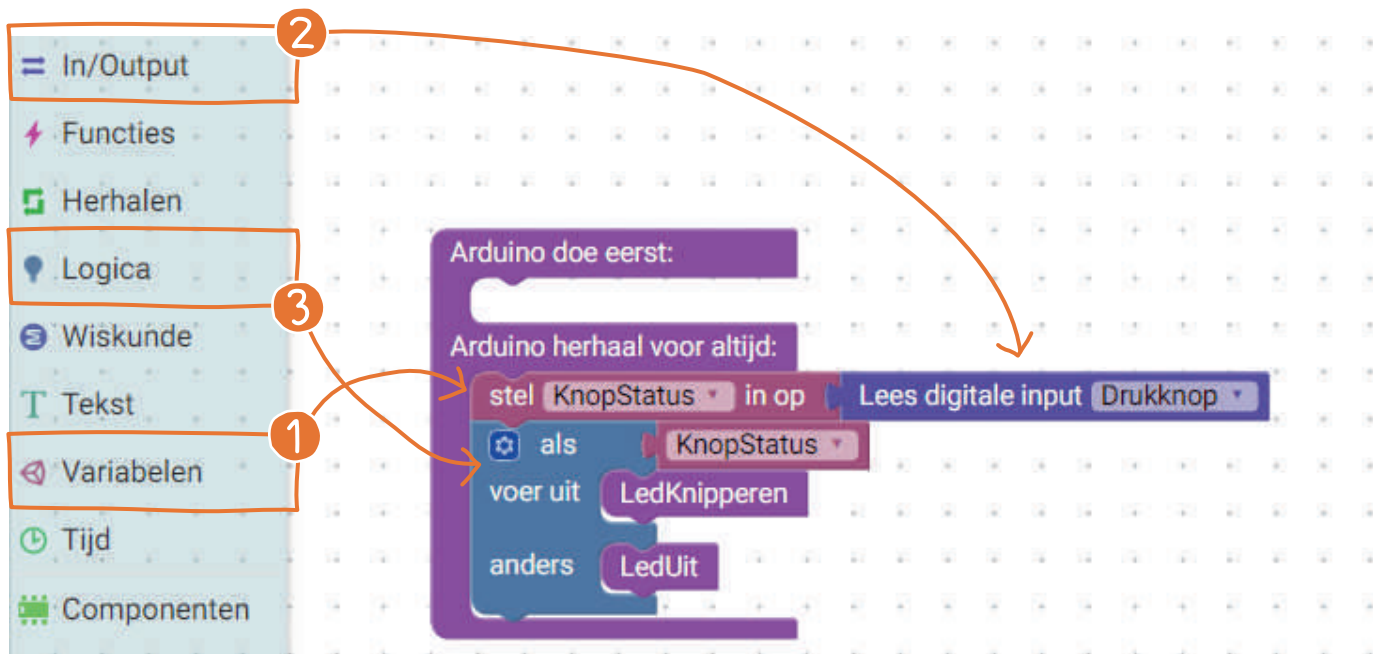 2
In/Output
Functies
Herhalen
Logica
3
Wiskunde
Tekst
1
Variabelen
Tijd
Componenten
Arduino doe eerst:
Arduino herhaal voor altijd:
stel KnopStatus in op Lees digitale input Drukknop
als KnopStatus
voer uit LedKnipperen
anders LedUit